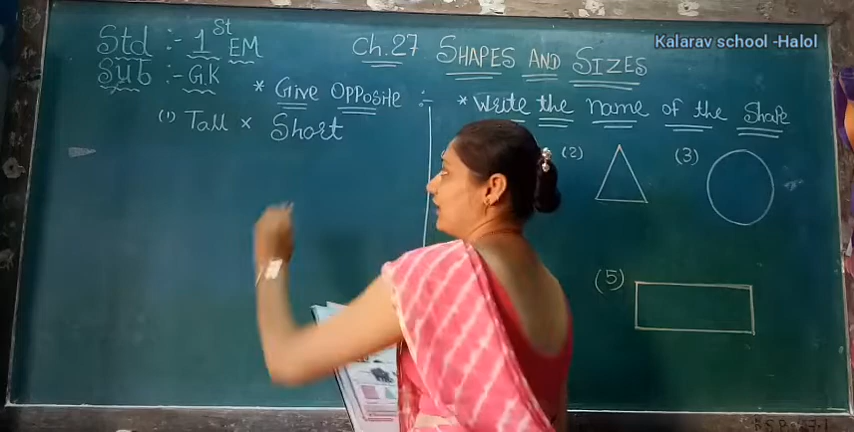 Std :- 1st EM
Sub :- G.K
Ch.27 SHAPES AND SIZES
Kalarav school -Halol
* Give Opposite :-
(1) Tall × Short
* Write the name of the Shape
(2)
(3)
(5)